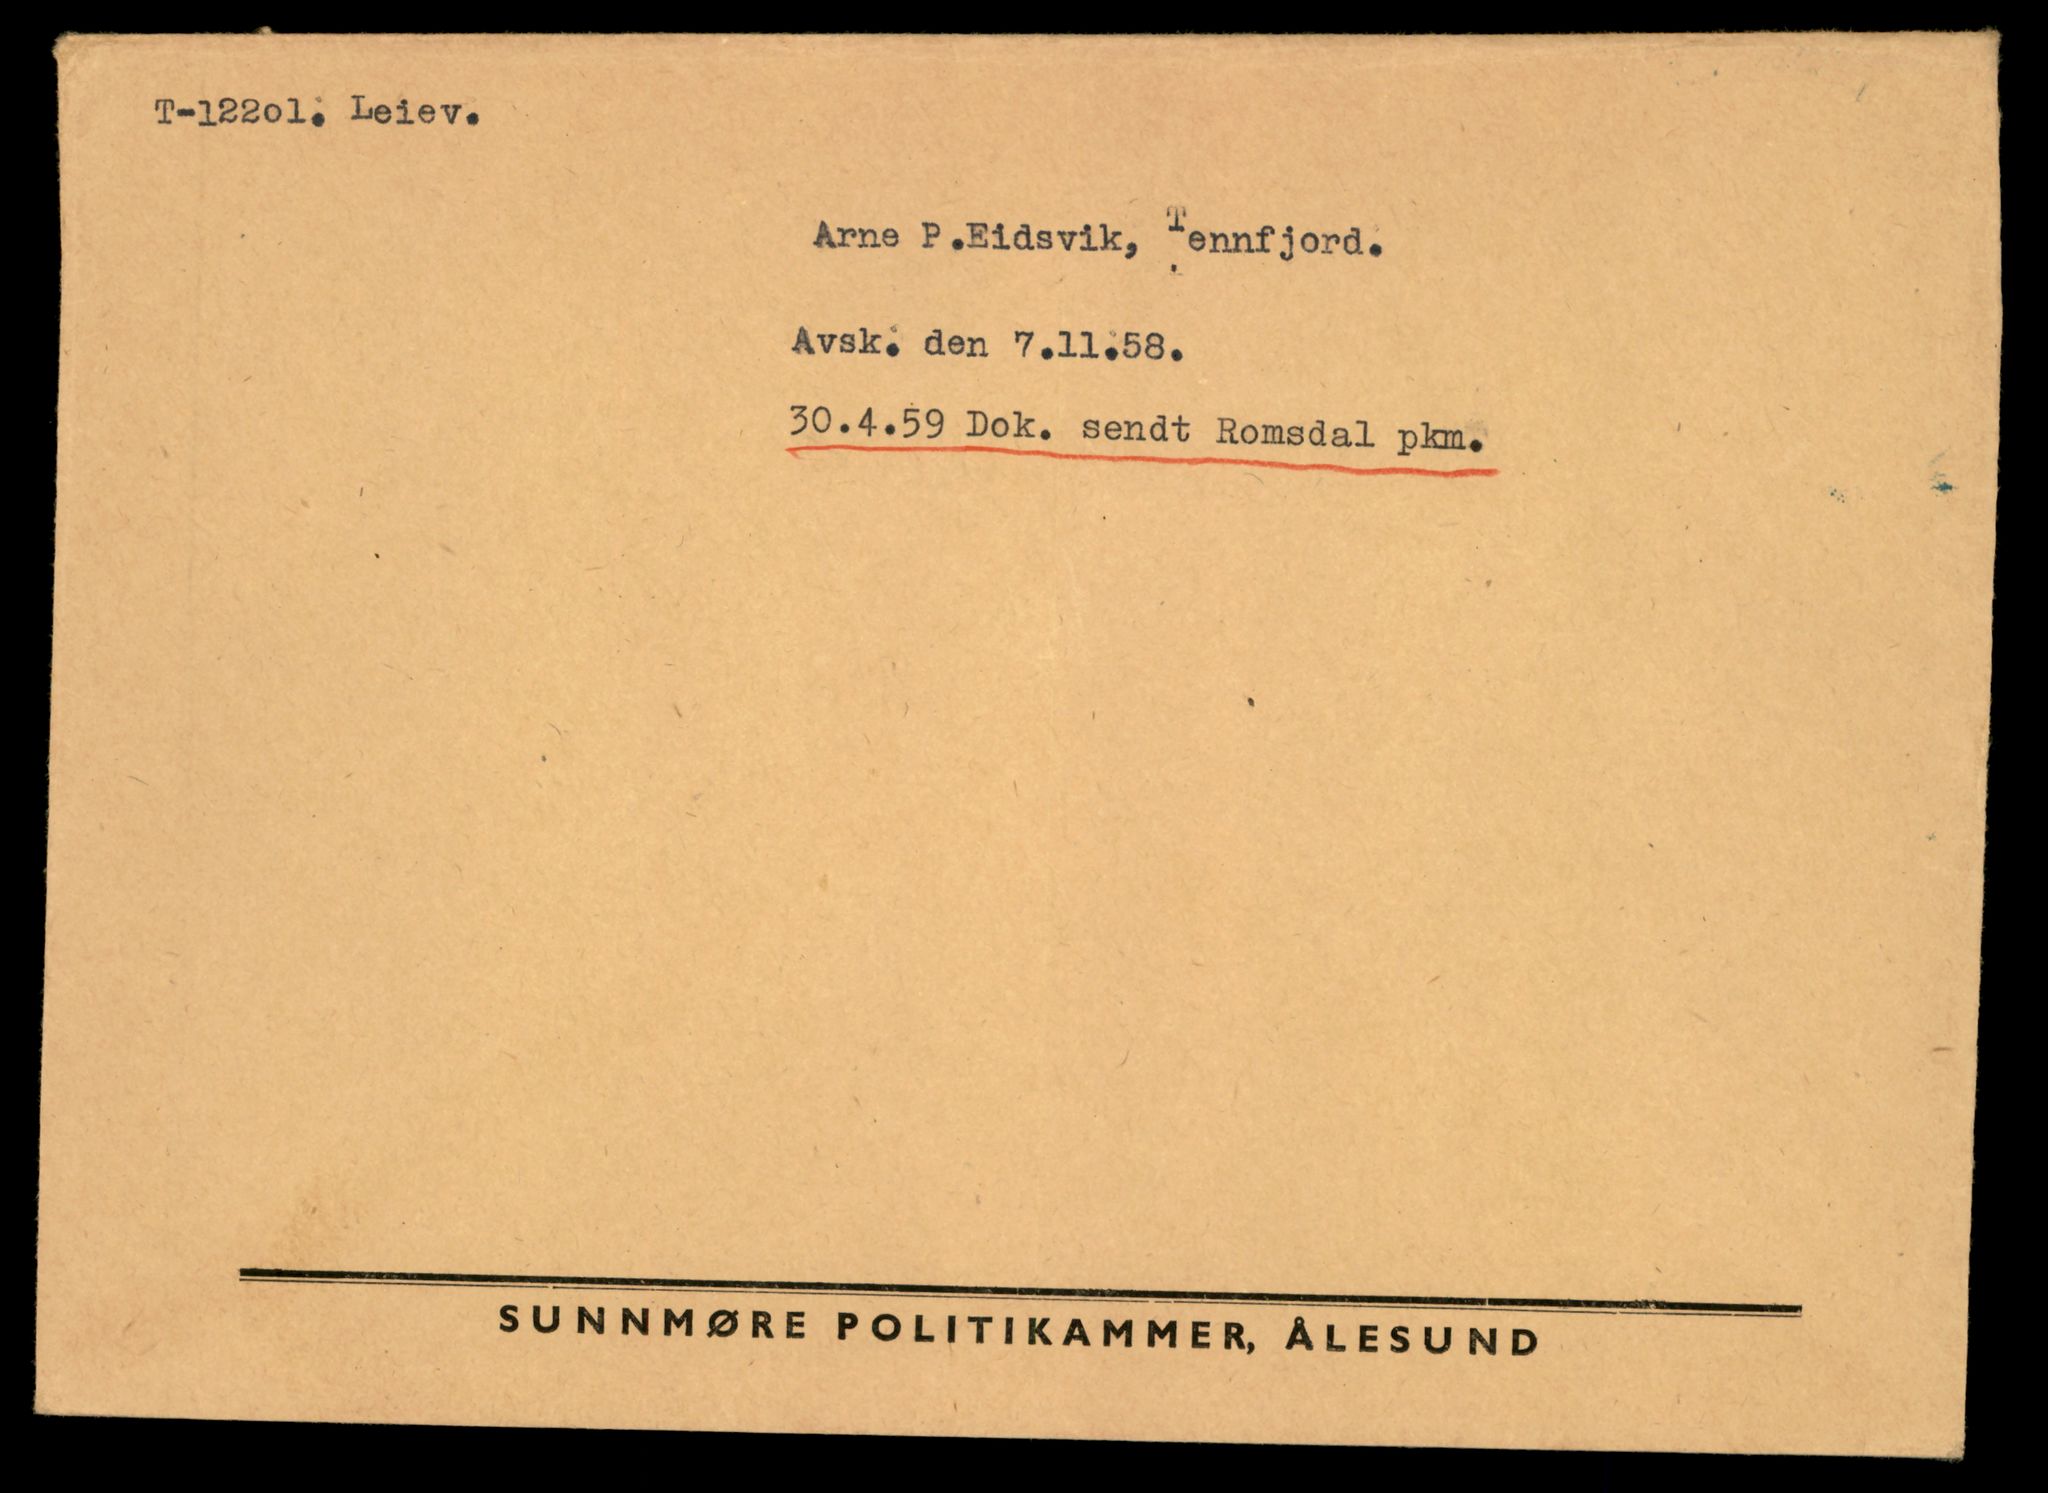 T-122ol. Leiev.
Arne P.Eidsvik, Tennfjord.
Avsk. den 7.11.58.
30.4.59 Dok. sendt Romsdal pkm.
SUNNMØRE POLITIKAMMER, ÅLESUND